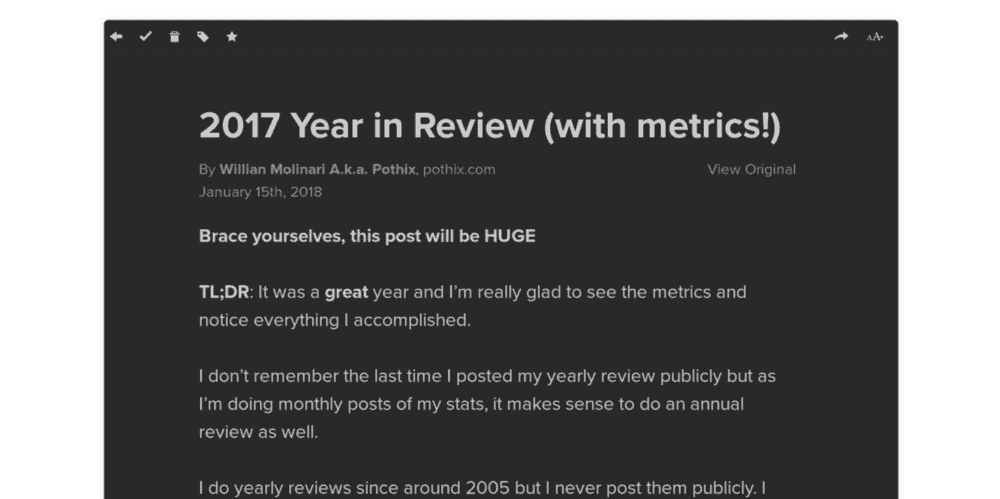 AA
2017 Year in Review (with metrics!)
By Willian Molinari A.k.a. Pothix, pothix.com
View Original
January 15th, 2018
Brace yourselves, this post will be HUGE
TL;DR: It was a great year and I’m really glad to see the metrics and
notice everything I accomplished.
I don’t remember the last time I posted my yearly review publicly but as
I’m doing monthly posts of my stats, it makes sense to do an annual
review as well.
I do yearly reviews since around 2005 but I never post them publicly. I